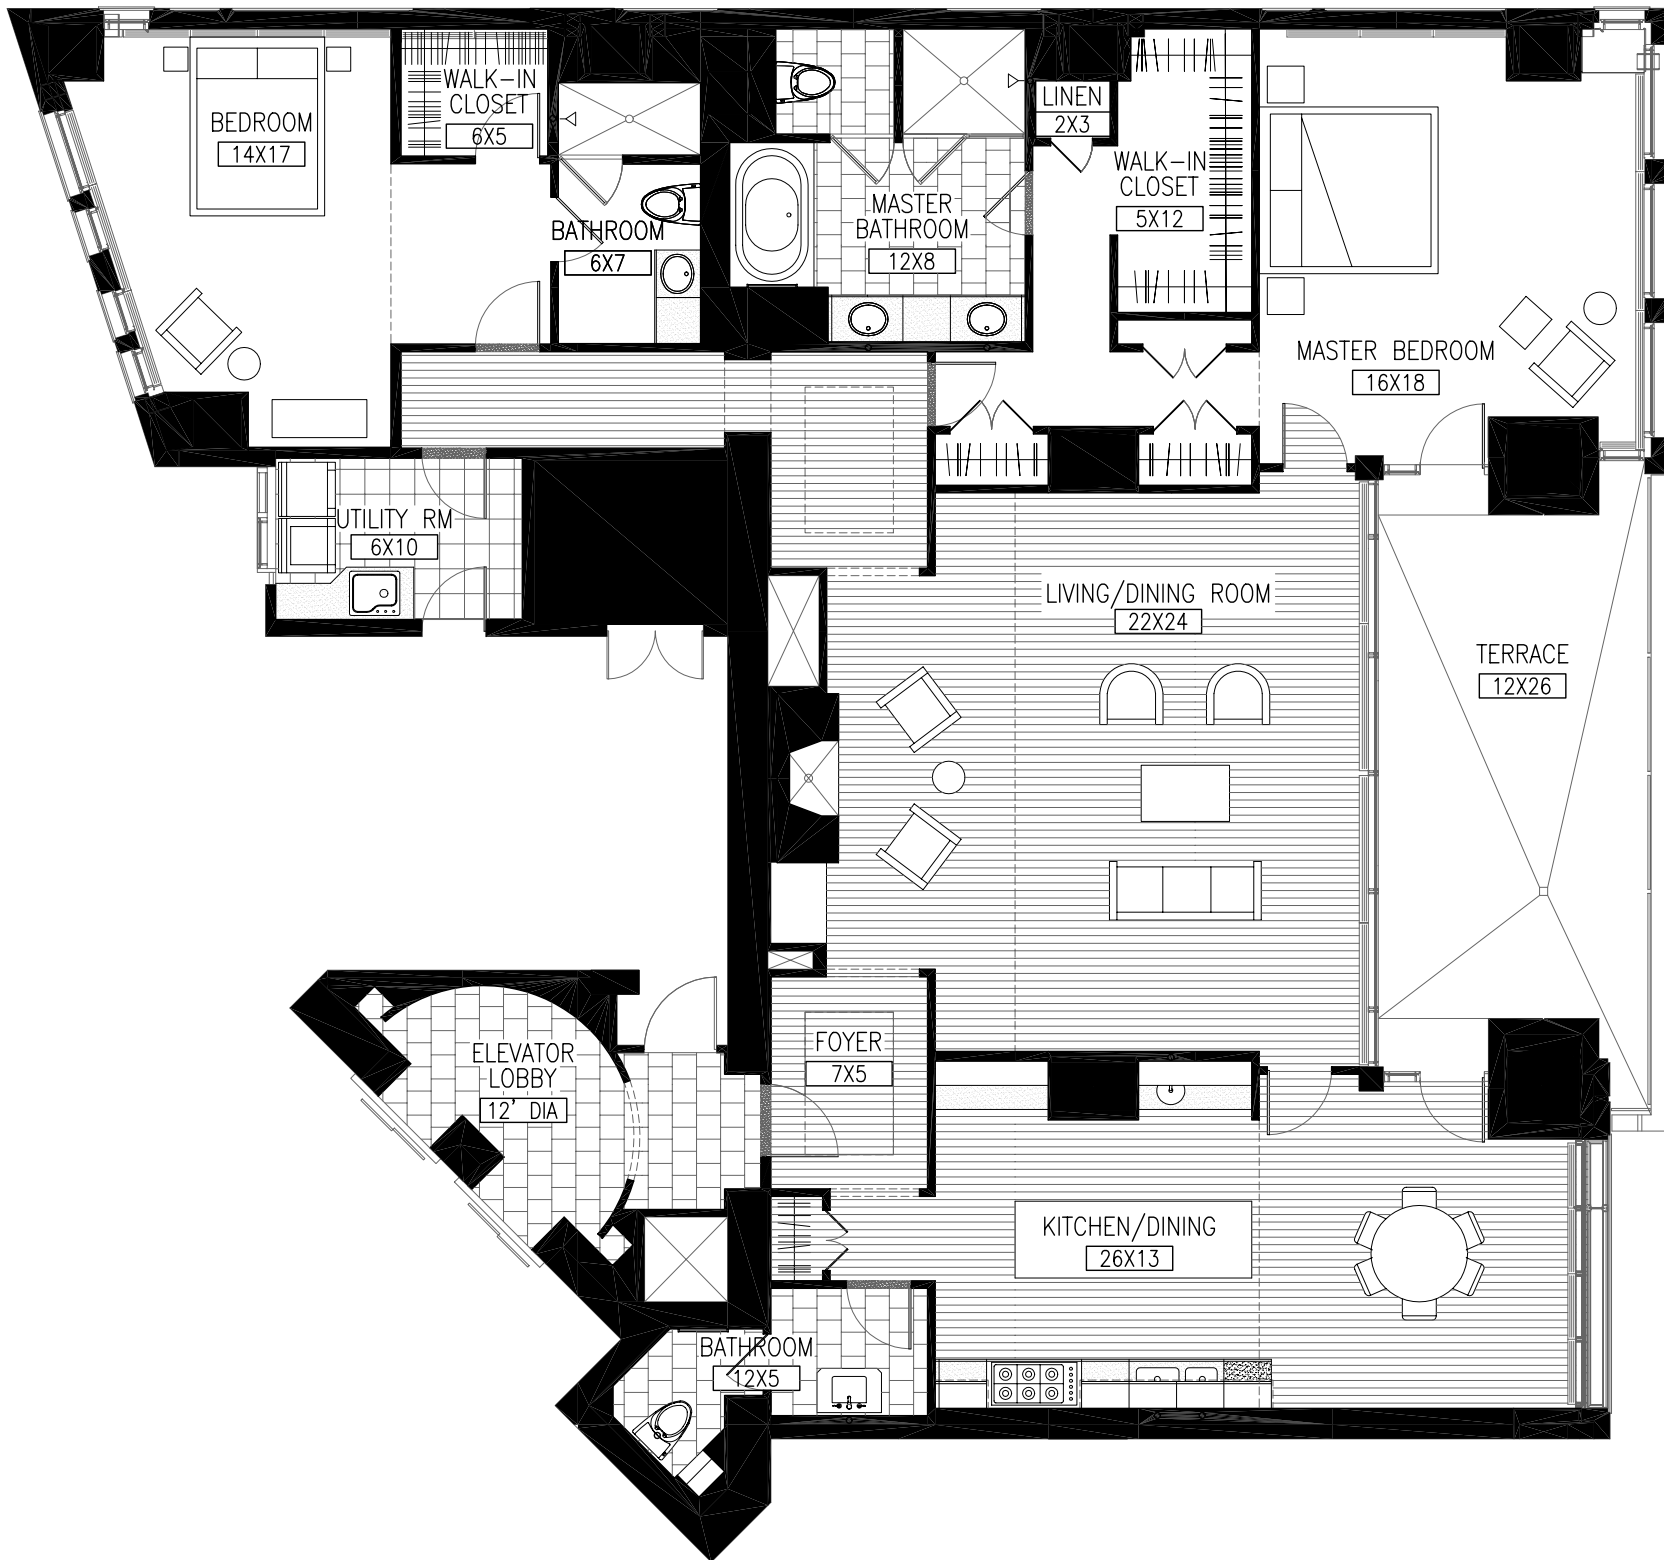 WALK-IN
CLOSET
6X5
BEDROOM
14X17
LINEN
2X3
WALK-IN
CLOSET
5X12
MASTER
BATHROOM
12X8
BATHROOM
6X7
MASTER BEDROOM
16X18
UTILITY RM
6X10
LIVING/DINING ROOM
22X24
TERRACE
12X26
FOYER
7X5
ELEVATOR
LOBBY
12' DIA
KITCHEN/DINING
26X13
BATHROOM
12X5